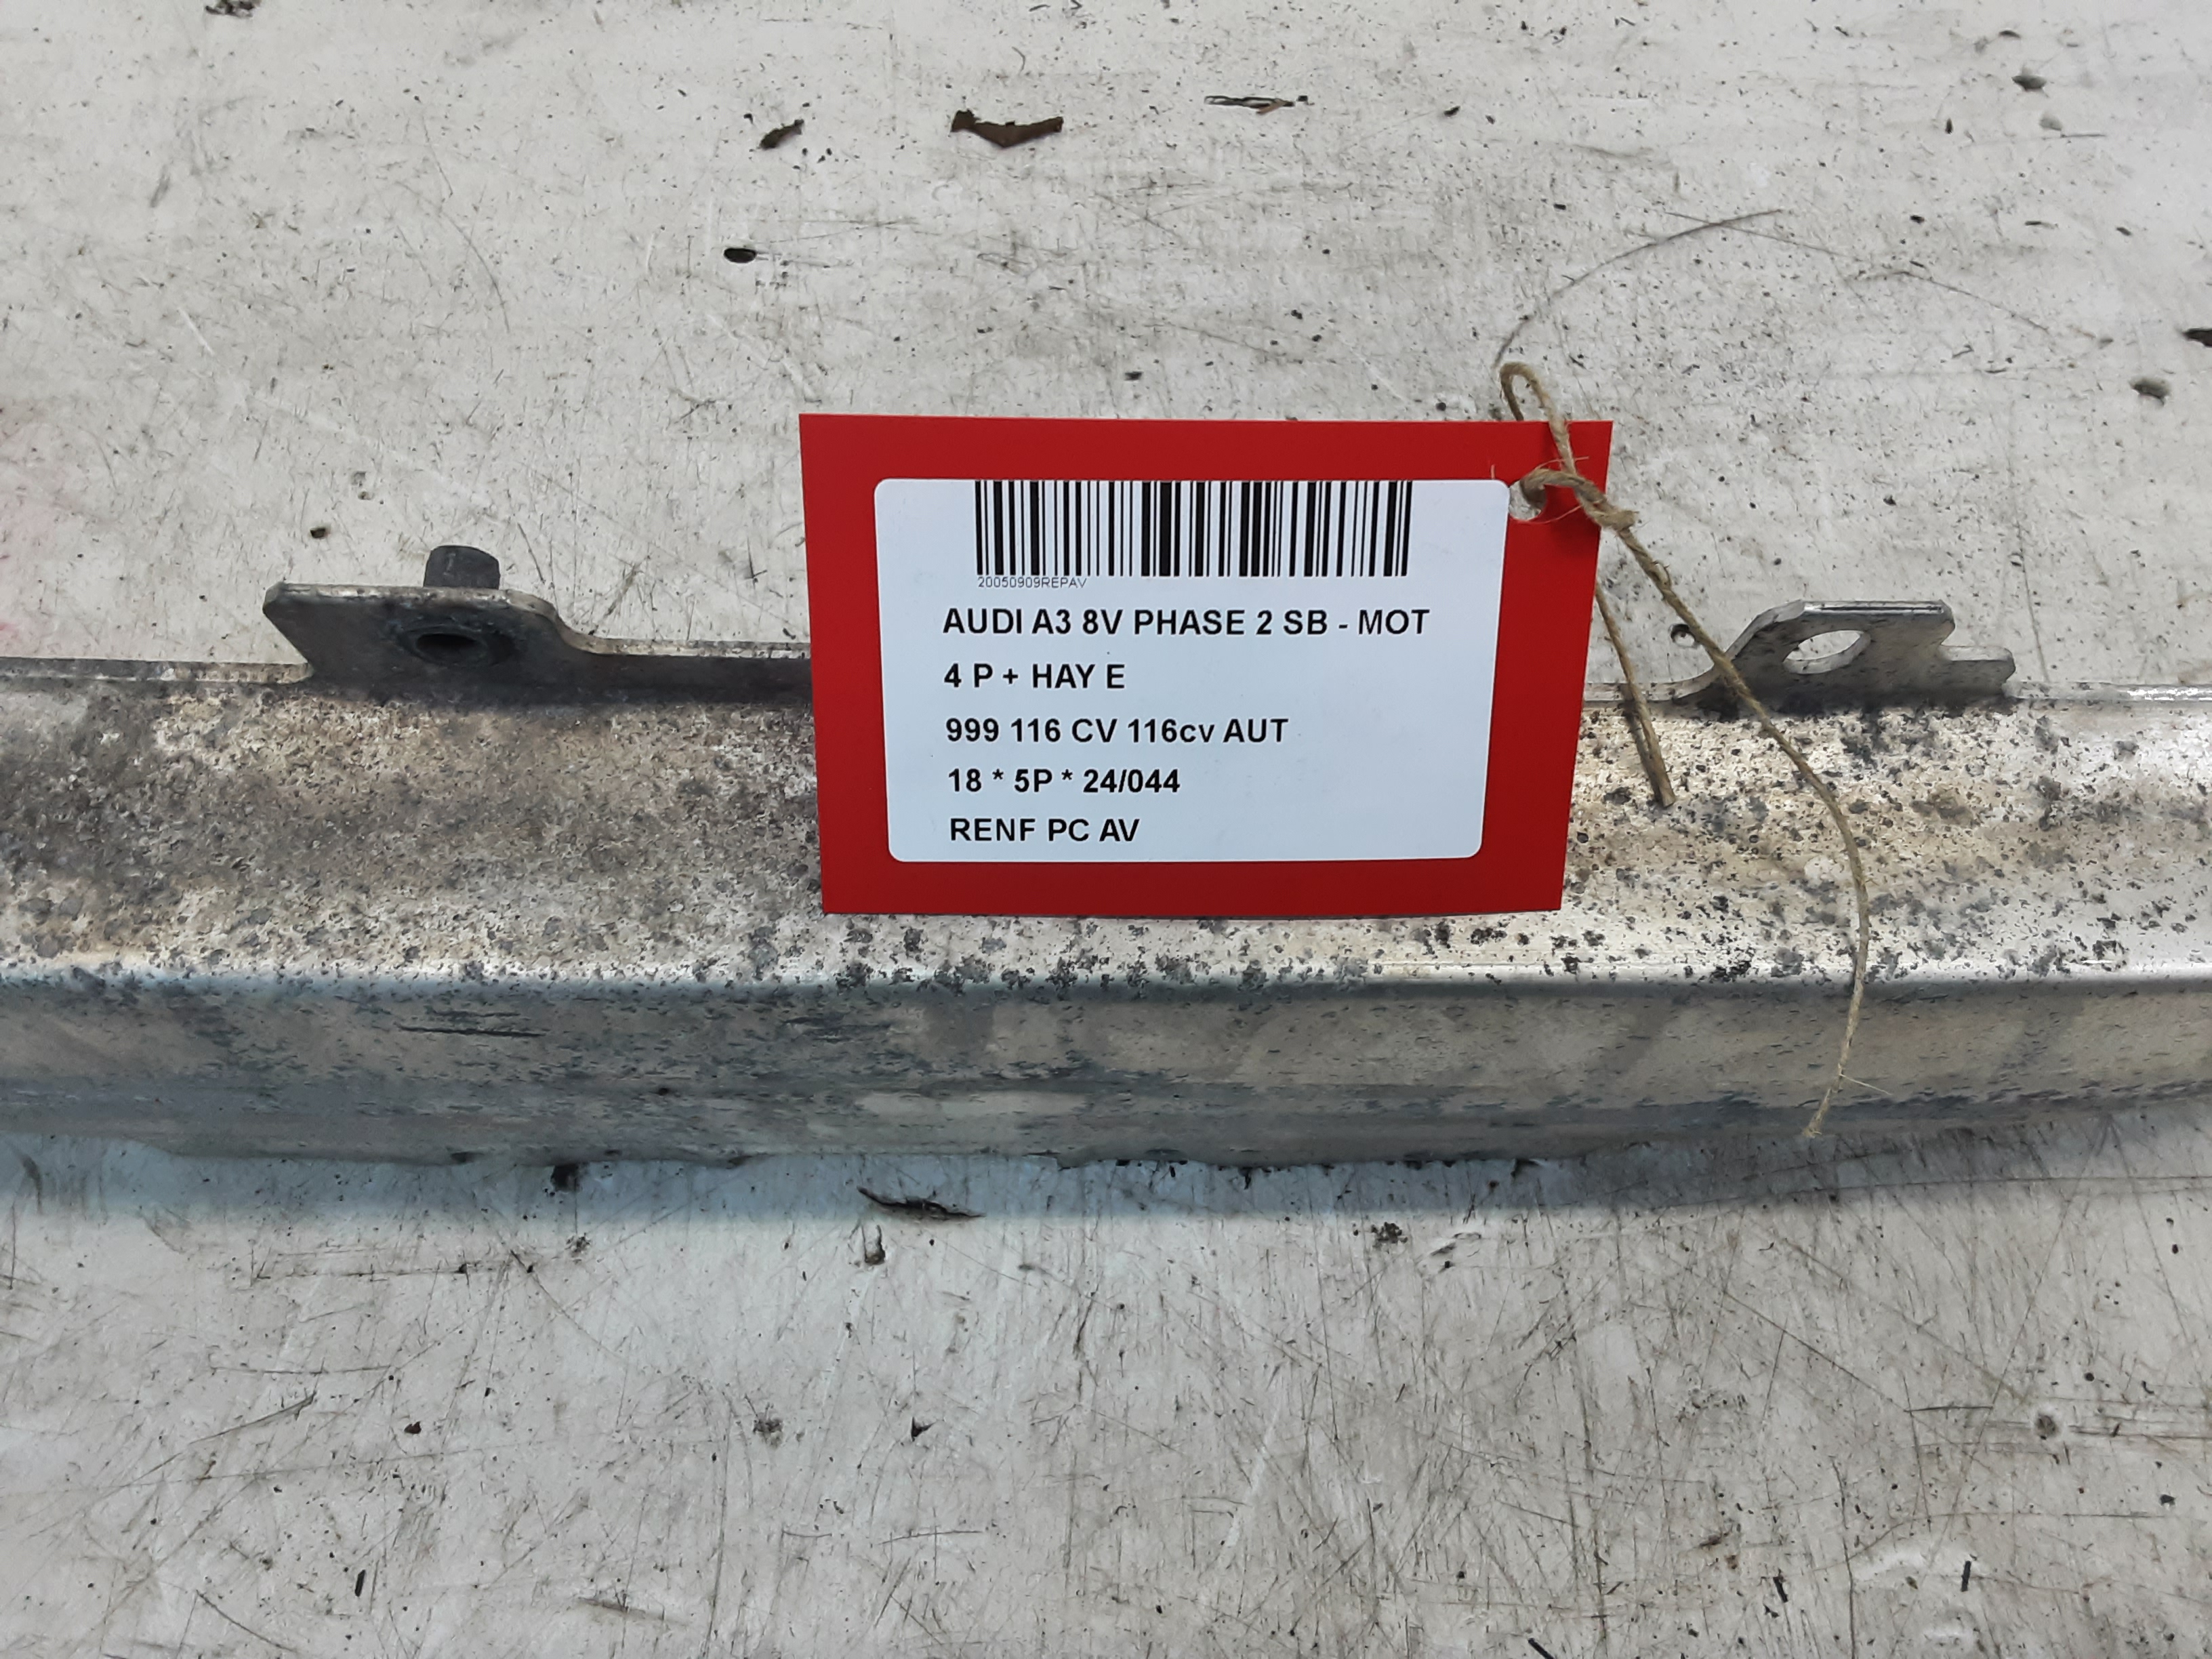 20050909REPAV
AUDI A3 8V PHASE 2 SB - MOT
4 P + HAY E
999 116 CV 116cv AUT
18 * 5P * 24/044
RENF PC AV